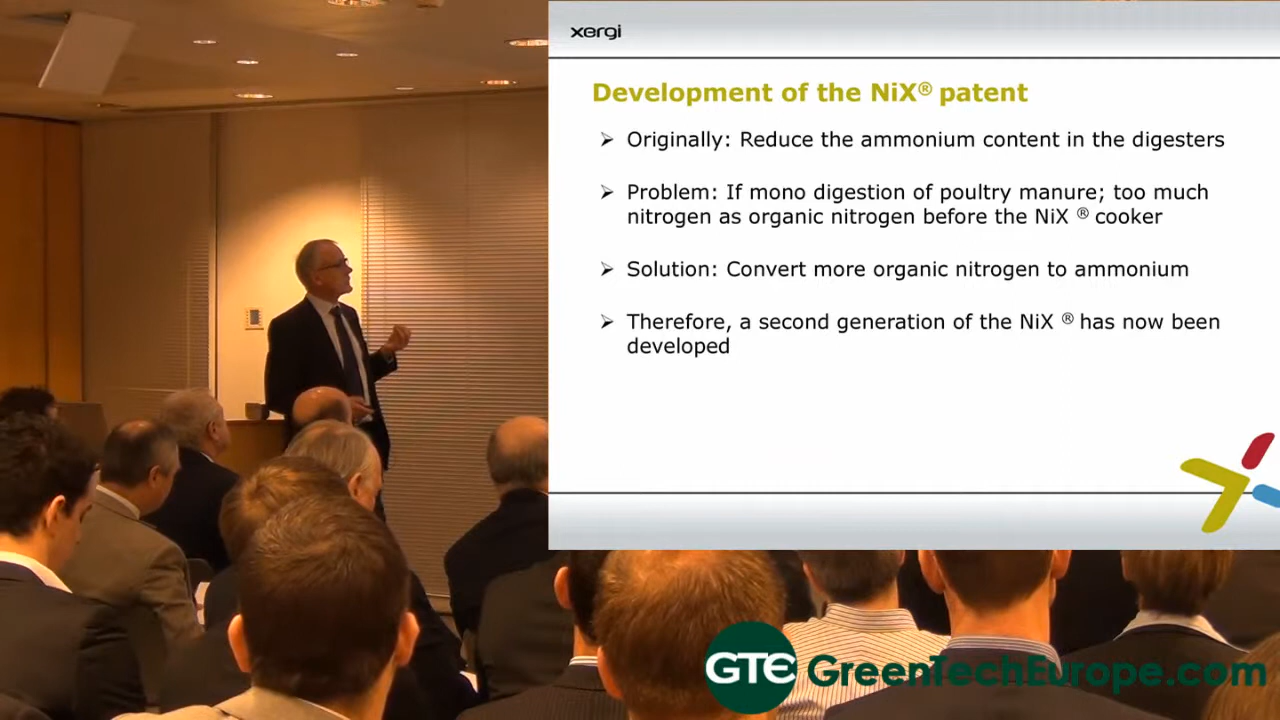 xergi
Development of the NiX® patent
➢ Originally: Reduce the ammonium content in the digesters
➢ Problem: If mono digestion of poultry manure; too much
nitrogen as organic nitrogen before the NiX ® cooker
➢ Solution: Convert more organic nitrogen to ammonium
➢ Therefore, a second generation of the NiX ® has now been
developed
GTE GreenTechEurope.com